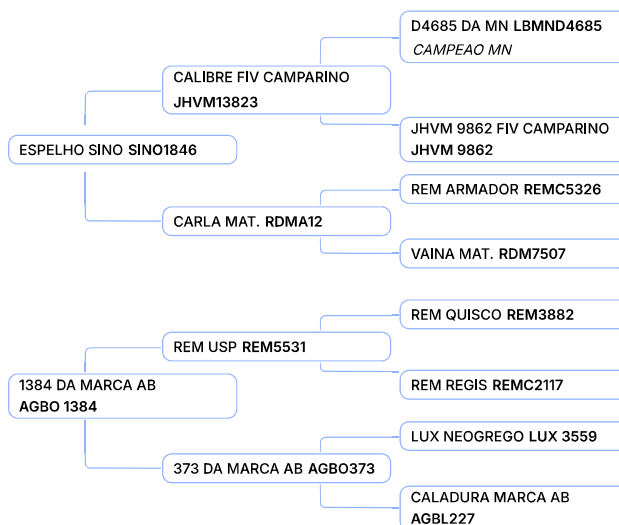 D4685 DA MN LBMND4685
CAMPEAO MN
CALIBRE FIV CAMPARINO
JHVM13823
JHVM 9862 FIV CAMPARINO
JHVM 9862
ESPELHO SINO SINO1846
REM ARMADOR REMC5326
CARLA MAT. RDMA12
VAINA MAT. RDM7507
REM QUISCO REM3882
REM USP REM5531
REM REGIS REMC2117
1384 DA MARCA AB
AGBO 1384
LUX NEOGREGO LUX 3559
373 DA MARCA AB AGBO373
CALADURA MARCA AB
AGBL227